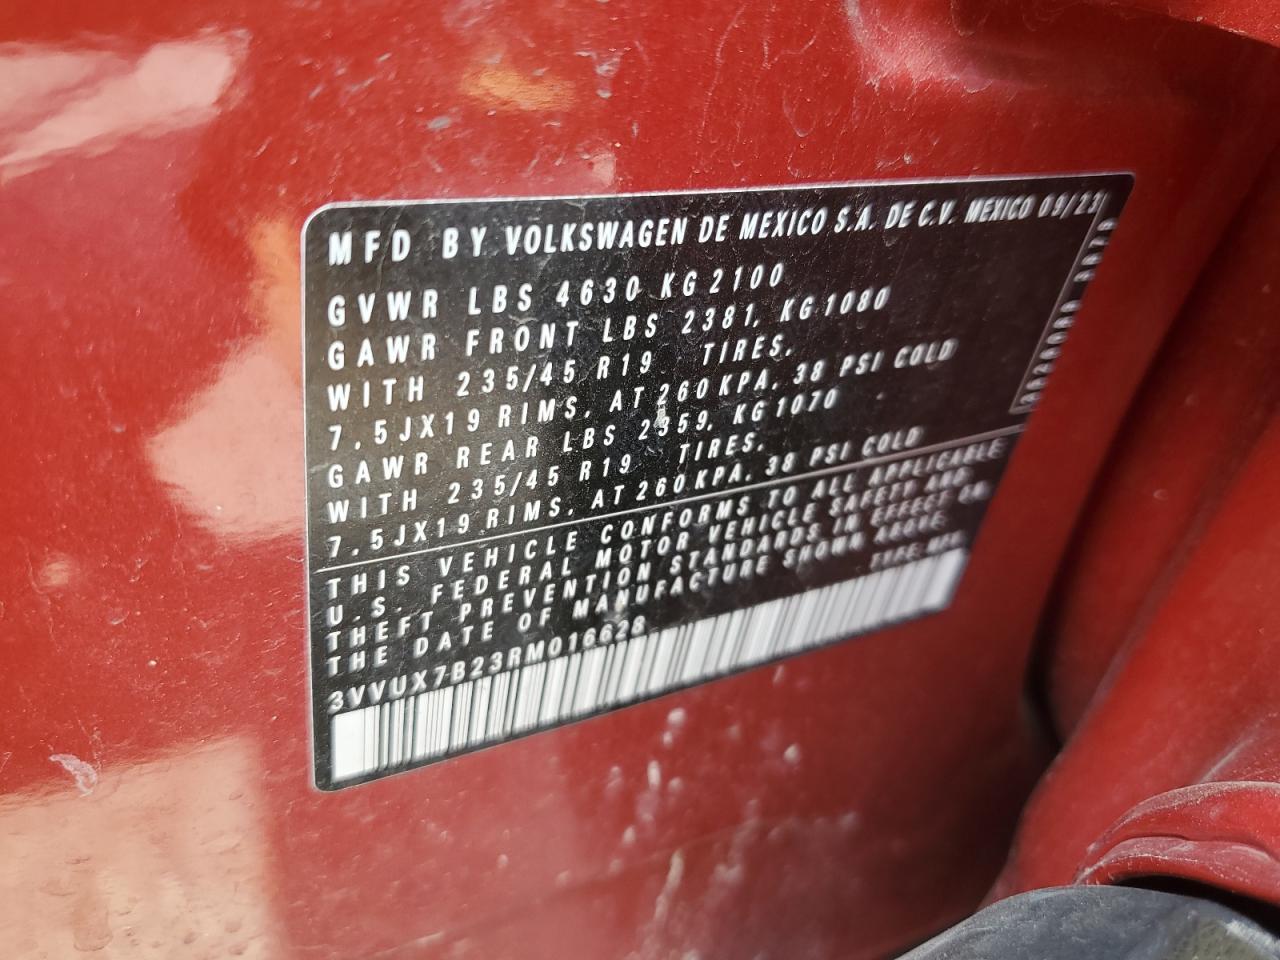 MFD BY VOLKSWAGEN DE MEXICO S.A. DE C.V. MEXICO 09/23
GVWR LBS 4630 KG 2100
GAWR FRONT LBS 2381, KG 1080
WITH 235/45 R19 TIRES,
7.5JX19 RIMS, AT 260 KPA, 38 PSI COLD
GAWR REAR LBS 2359, KG 1070
WITH 235/45 R19 TIRES,
7.5JX19 RIMS, AT 260 KPA, 38 PSI COLD
THIS VEHICLE CONFORMS TO ALL APPLICABLE
U.S. FEDERAL MOTOR VEHICLE SAFETY AND
THEFT PREVENTION STANDARDS IN EFFECT ON
THE DATE OF MANUFACTURE SHOWN ABOVE.
3VVUX7B23RM016628 TYPE: